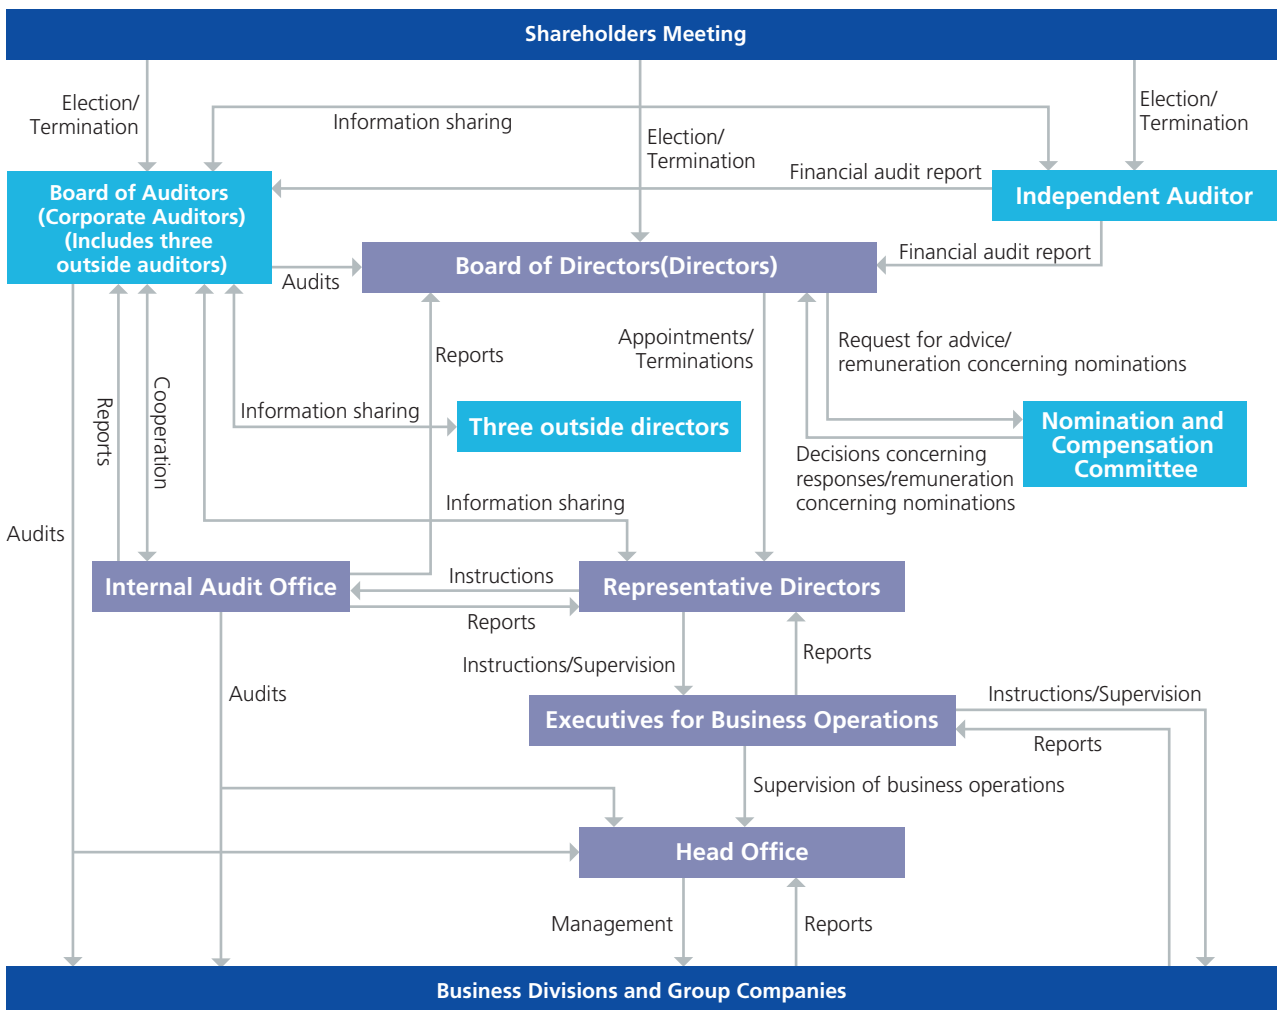 Shareholders Meeting
Election/
Termination
Information sharing
Election/
Termination
Election/
Termination
Financial audit report
Board of Auditors
(Corporate Auditors)
(Includes three
outside auditors)
Independent Auditor
Audits
Board of Directors(Directors)
Financial audit report
Reports
Appointments/
Terminations
Request for advice/
remuneration concerning nominations
Reports
Cooperation
Information sharing
Three outside directors
Nomination and
Compensation
Committee
Decisions concerning
responses/remuneration
concerning nominations
Information sharing
Audits
Internal Audit Office
Instructions
Reports
Representative Directors
Instructions/Supervision
Reports
Audits
Executives for Business Operations
Instructions/Supervision
Reports
Supervision of business operations
Head Office
Management
Reports
Business Divisions and Group Companies